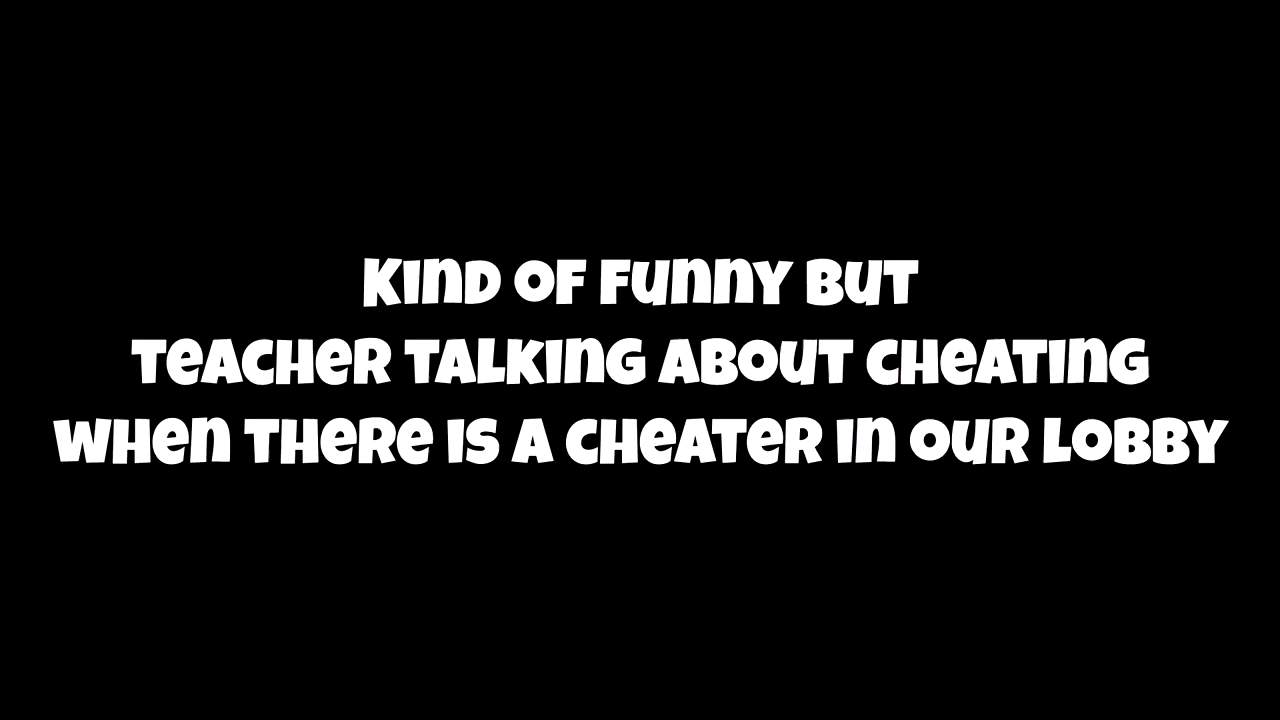 Kind of Funny But
Teacher Talking about cheating
when there is a cheater in our lobby